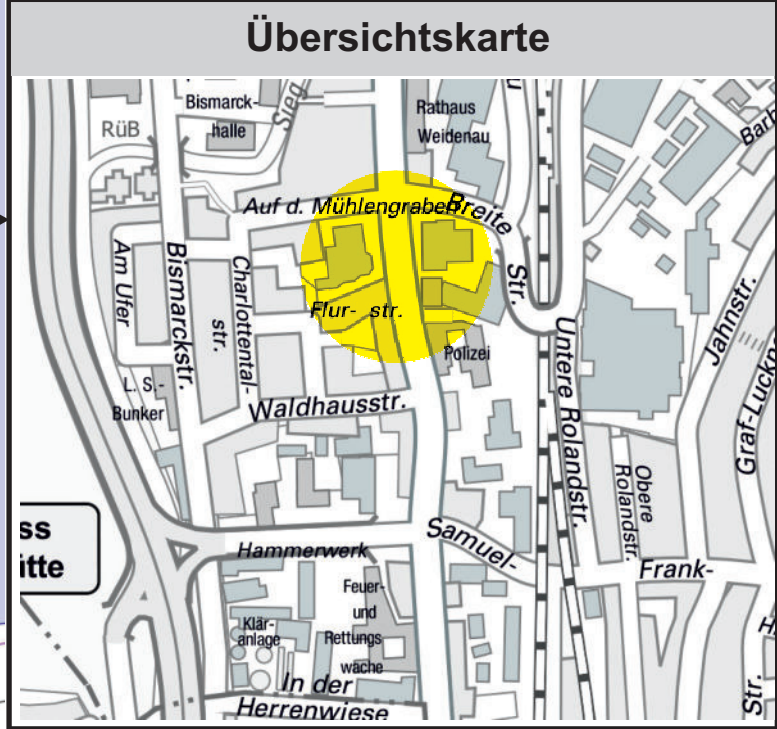 Übersichtskarte
Bismarck-
halle
RüB
Sieg
Rathaus
Weidenau
Auf d. Mühlengraben
Breite
Str.
Am Ufer
Bismarckstr.
Charlottental-
str.
Flur- str.
Polizei
L. S.-
Bunker
Waldhausstr.
Untere Rolandstr.
Obere
Rolandstr.
Jahnstr.
Graf-Luckn
Barb
ss
itte
Hammerwerk
Samuel-
Frank-
Feuer-
und
Rettungs
wache
Klär-
anlage
In der
Herrenwiese
Str.